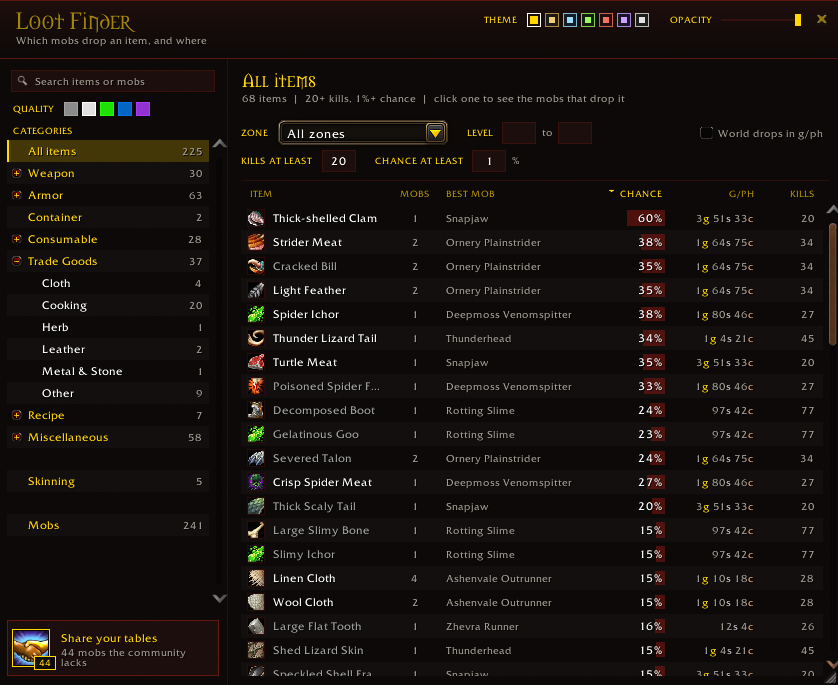 Loot Finder
Which mobs drop an item, and where
THEME
OPACITY
Search items or mobs
QUALITY
CATEGORIES
All items 225
Weapon 30
Armor 63
Container 2
Consumable 28
Trade Goods 37
Cloth 4
Cooking 20
Herb 1
Leather 2
Metal & Stone 1
Other 9
Recipe 7
Miscellaneous 58
Skinning 5
Mobs 241
Share your tables
44 mobs the community
lacks
44
All items
68 items | 20+ kills, 1%+ chance | click one to see the mobs that drop it
ZONE All zones LEVEL to World drops in g/ph
KILLS AT LEAST 20 CHANCE AT LEAST 1 %
ITEM MOBS BEST MOB CHANCE G/PH KILLS
Thick-shelled Clam 1 Snapjaw 60% 3g 51s 33c 20
Strider Meat 2 Ornery Plainstrider 38% 1g 64s 75c 34
Cracked Bill 2 Ornery Plainstrider 35% 1g 64s 75c 34
Light Feather 2 Ornery Plainstrider 35% 1g 64s 75c 34
Spider Ichor 1 Deepmoss Venomspitter 38% 1g 80s 46c 27
Thunder Lizard Tail 1 Thunderhead 34% 1g 4s 21c 45
Turtle Meat 1 Snapjaw 35% 3g 51s 33c 20
Poisoned Spider F... 1 Deepmoss Venomspitter 33% 1g 80s 46c 27
Decomposed Boot 1 Rotting Slime 24% 97s 42c 77
Gelatinous Goo 1 Rotting Slime 23% 97s 42c 77
Severed Talon 2 Ornery Plainstrider 24% 1g 64s 75c 34
Crisp Spider Meat 1 Deepmoss Venomspitter 27% 1g 80s 46c 27
Thick Scaly Tail 1 Snapjaw 20% 3g 51s 33c 20
Large Slimy Bone 1 Rotting Slime 15% 97s 42c 77
Slimy Ichor 1 Rotting Slime 15% 97s 42c 77
Linen Cloth 4 Ashenvale Outrunner 15% 1g 10s 18c 28
Wool Cloth 2 Ashenvale Outrunner 15% 1g 10s 18c 28
Large Flat Tooth 1 Zhevra Runner 16% 12s 4c 26
Shed Lizard Skin 1 Thunderhead 15% 1g 4s 21c 45
Speckled Shell Fra... 1 Snapjaw 15% 3g 51s 33c 20